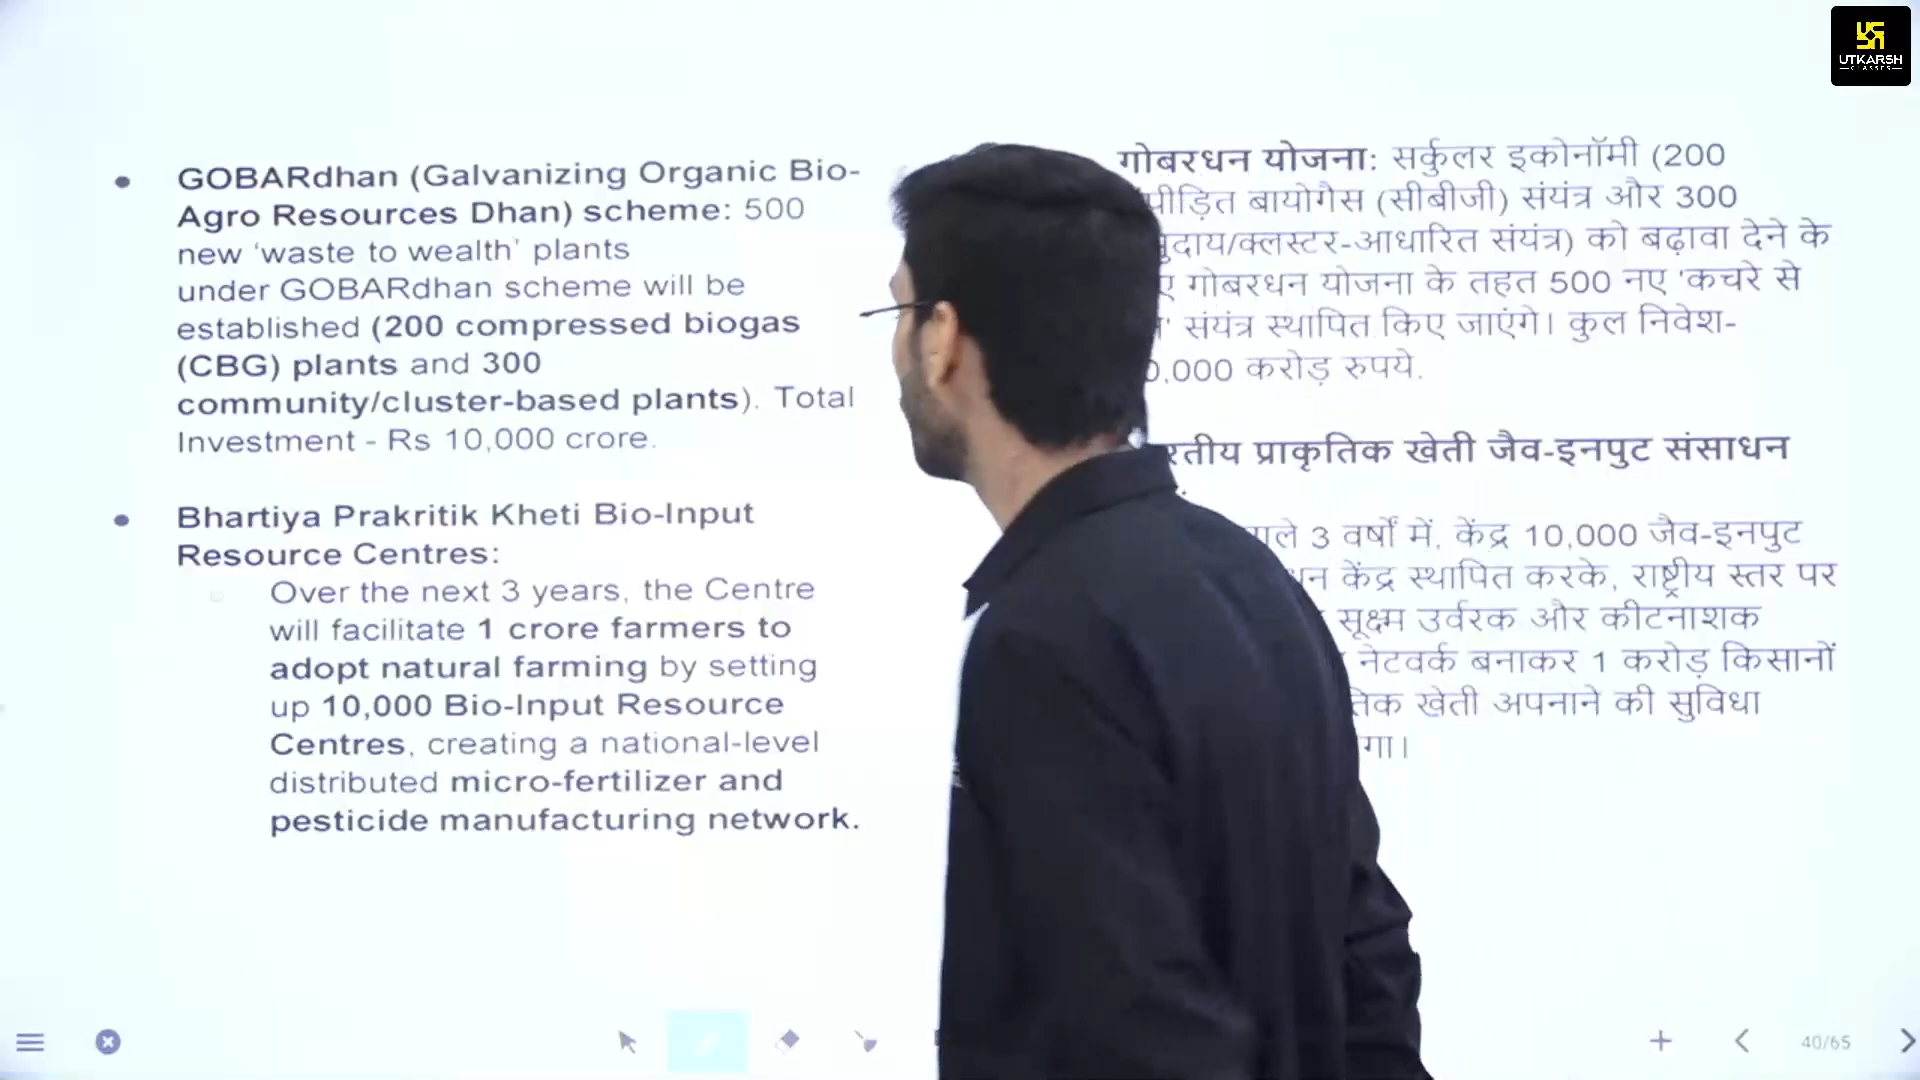 UTKARSH
CLASSES
GOBARdhan (Galvanizing Organic Bio-
Agro Resources Dhan) scheme: 500
new ‘waste to wealth’ plants
under GOBARdhan scheme will be
established (200 compressed biogas
(CBG) plants and 300
community/cluster-based plants). Total
Investment - Rs 10,000 crore.
Bhartiya Prakritik Kheti Bio-Input
Resource Centres:
Over the next 3 years, the Centre
will facilitate 1 crore farmers to
adopt natural farming by setting
up 10,000 Bio-Input Resource
Centres, creating a national-level
distributed micro-fertilizer and
pesticide manufacturing network.
गोबरधन योजना: सर्कुलर इकोनॉमी (200
बायोगैस (सीबीजी) संयंत्र और 300
क्लस्टर-आधारित संयंत्र) को बढ़ावा देने के
गोबरधन योजना के तहत 500 नए 'कचरे से
संयंत्र स्थापित किए जाएंगे। कुल निवेश-
0,000 करोड़ रुपये.
प्राकृतिक खेती जैव-इनपुट संसाधन
3 वर्षों में, केंद्र 10,000 जैव-इनपुट
केंद्र स्थापित करके, राष्ट्रीय स्तर पर
सूक्ष्म उर्वरक और कीटनाशक
नेटवर्क बनाकर 1 करोड़ किसानों
खेती अपनाने की सुविधा
40/65